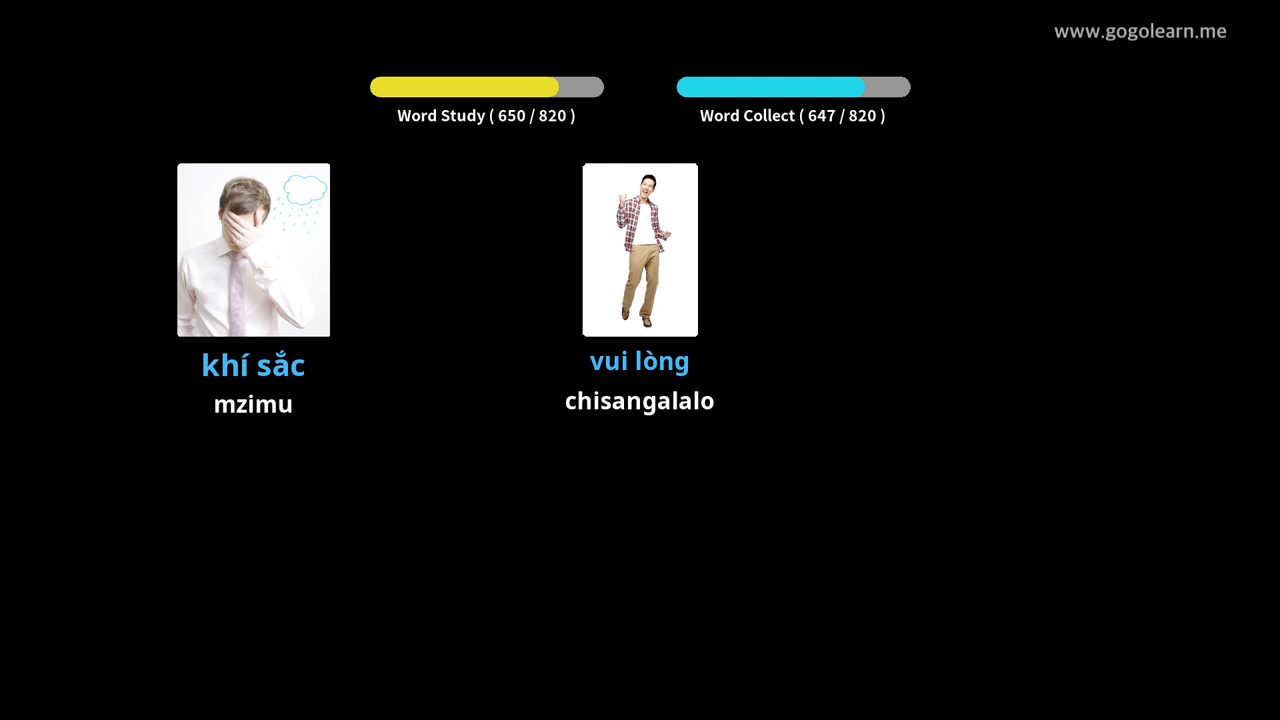 www.gogolearn.me
Word Study ( 650 / 820 )
Word Collect ( 647 / 820 )
khí sắc
mzimu
vui lòng
chisangalalo